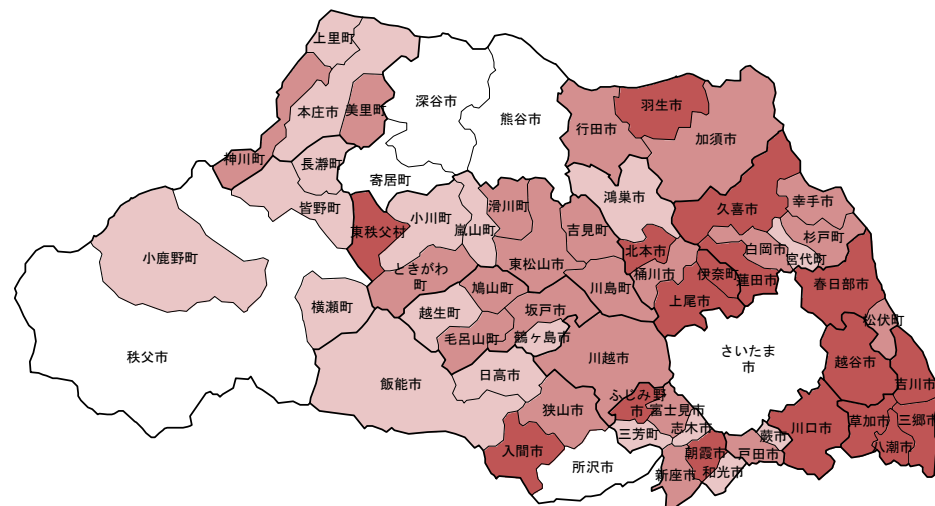 上里町
本庄市
美里町
深谷市
熊谷市
羽生市
行田市
加須市
神川町
長瀞町
寄居町
皆野町
小鹿野町
秩父市
横瀬町
東秩父村
小川町
嵐山町
滑川町
吉見町
鴻巣市
久喜市
幸手市
杉戸町
白岡市
宮代町
北本市
桶川市
伊奈町
蓮田市
上尾市
春日部市
松伏町
ときがわ
町
東松山市
鳩山町
川島町
越生町
坂戸市
毛呂山町
鶴ヶ島市
川越市
さいたま
市
越谷市
吉川市
飯能市
日高市
狭山市
ふじみ野
市
富士見市
志木市
三芳町
入間市
所沢市
新座市
朝霞市
和光市
戸田市
蕨市
川口市
草加市
三郷市
八潮市